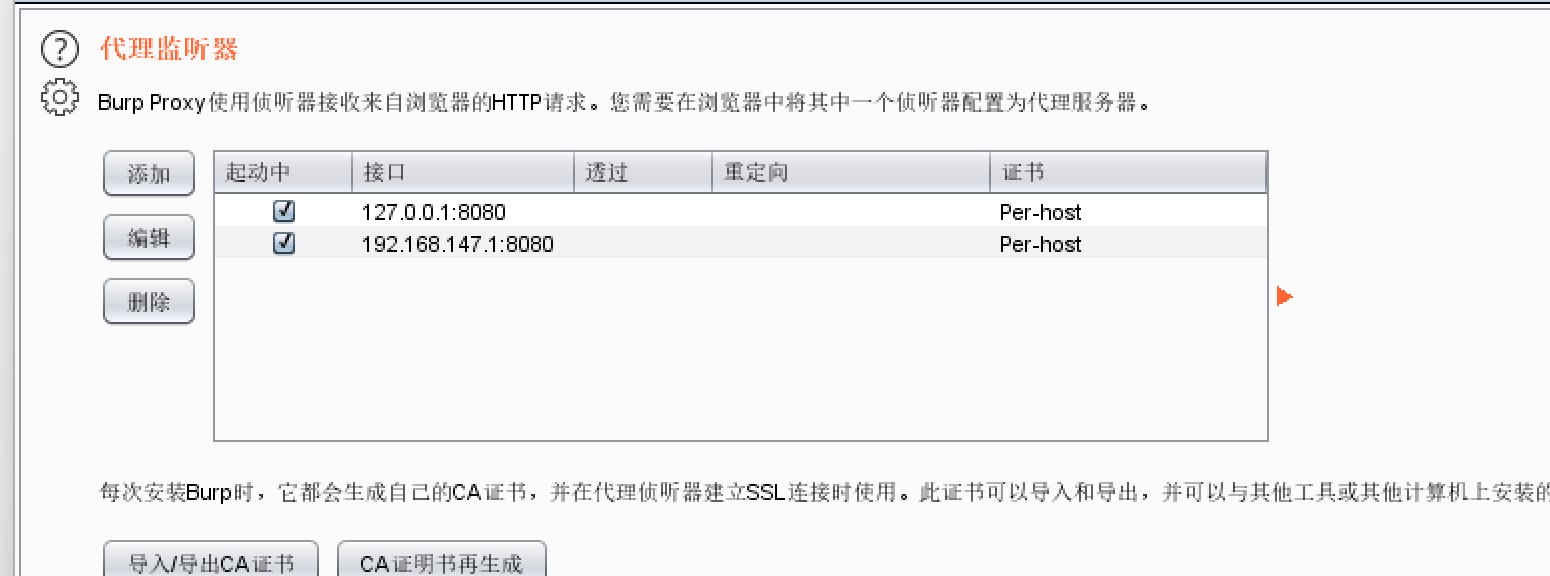 代理监听器
Burp Proxy使用侦听器接收来自浏览器的HTTP请求。您需要在浏览器中将其中一个侦听器配置为代理服务器。
添加
起动中 接口 透过 重定向 证书
127.0.0.1:8080 Per-host
编辑
192.168.147.1:8080 Per-host
删除
每次安装Burp时，它都会生成自己的CA证书，并在代理侦听器建立SSL连接时使用。此证书可以导入和导出，并可以与其他工具或其他计算机上安装的
导入/导出CA证书 CA证明书再生成